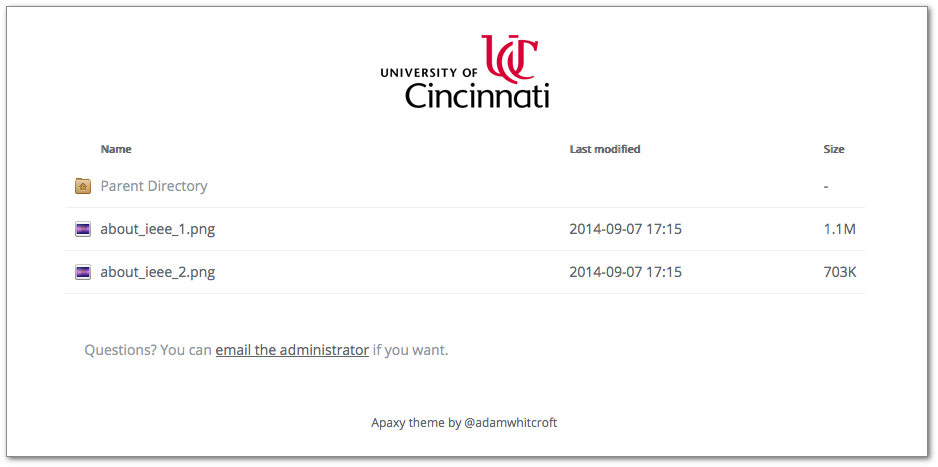 UC
UNIVERSITY OF
Cincinnati
Name Last modified Size
Parent Directory -
about_ieee_1.png 2014-09-07 17:15 1.1M
about_ieee_2.png 2014-09-07 17:15 703K
Questions? You can email the administrator if you want.
Apaxy theme by @adamwhitcroft